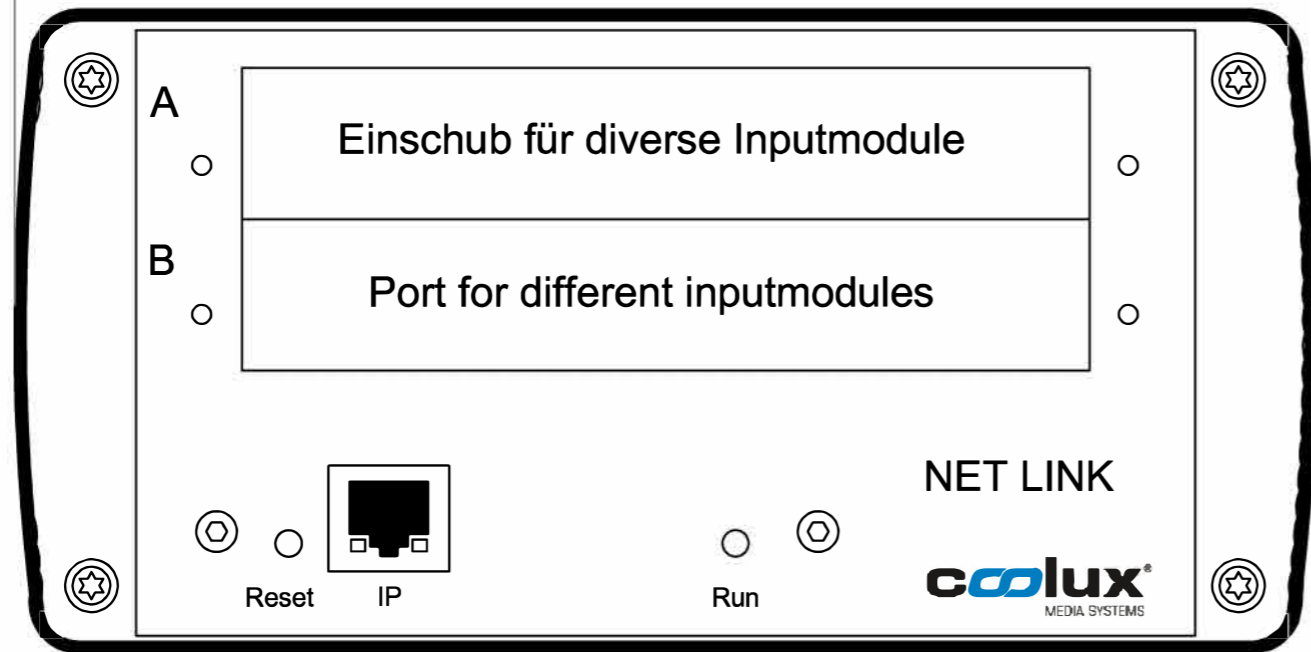 A
Einschub für diverse Inputmodule
B
Port for different inputmodules
NET LINK
Reset
IP
Run
coolux®
MEDIA SYSTEMS